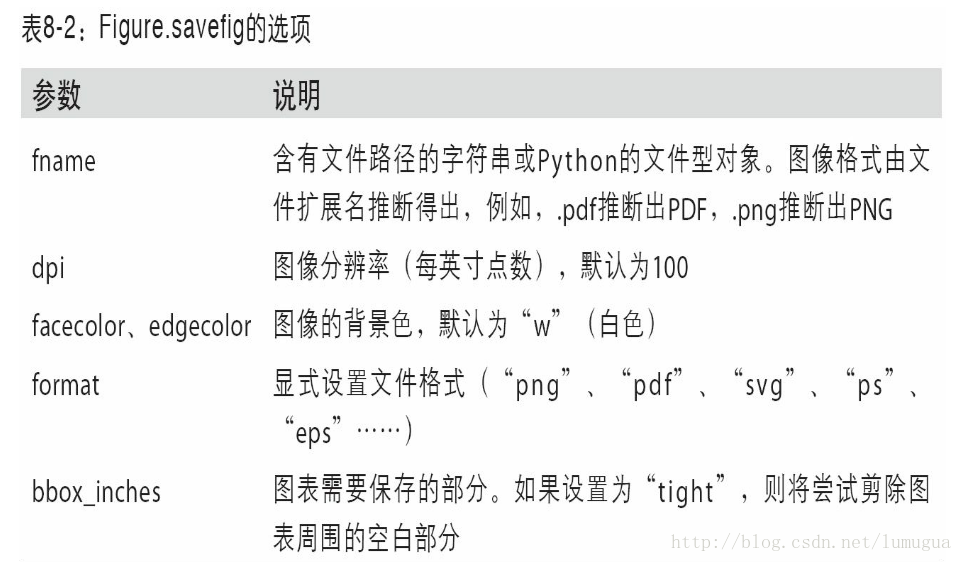 表8-2：Figure.savefig的选项
参数 说明
fname 含有文件路径的字符串或Python的文件型对象。图像格式由文
件扩展名推断得出，例如，.pdf推断出PDF，.png推断出PNG
dpi 图像分辨率（每英寸点数），默认为100
facecolor、edgecolor 图像的背景色，默认为“w”（白色）
format 显式设置文件格式（“png”、“pdf”、“svg”、“ps”、
“eps”……）
bbox_inches 图表需要保存的部分。如果设置为“tight”，则将尝试剪除图
表周围的空白部分
http://blog.csdn.net/lumugua